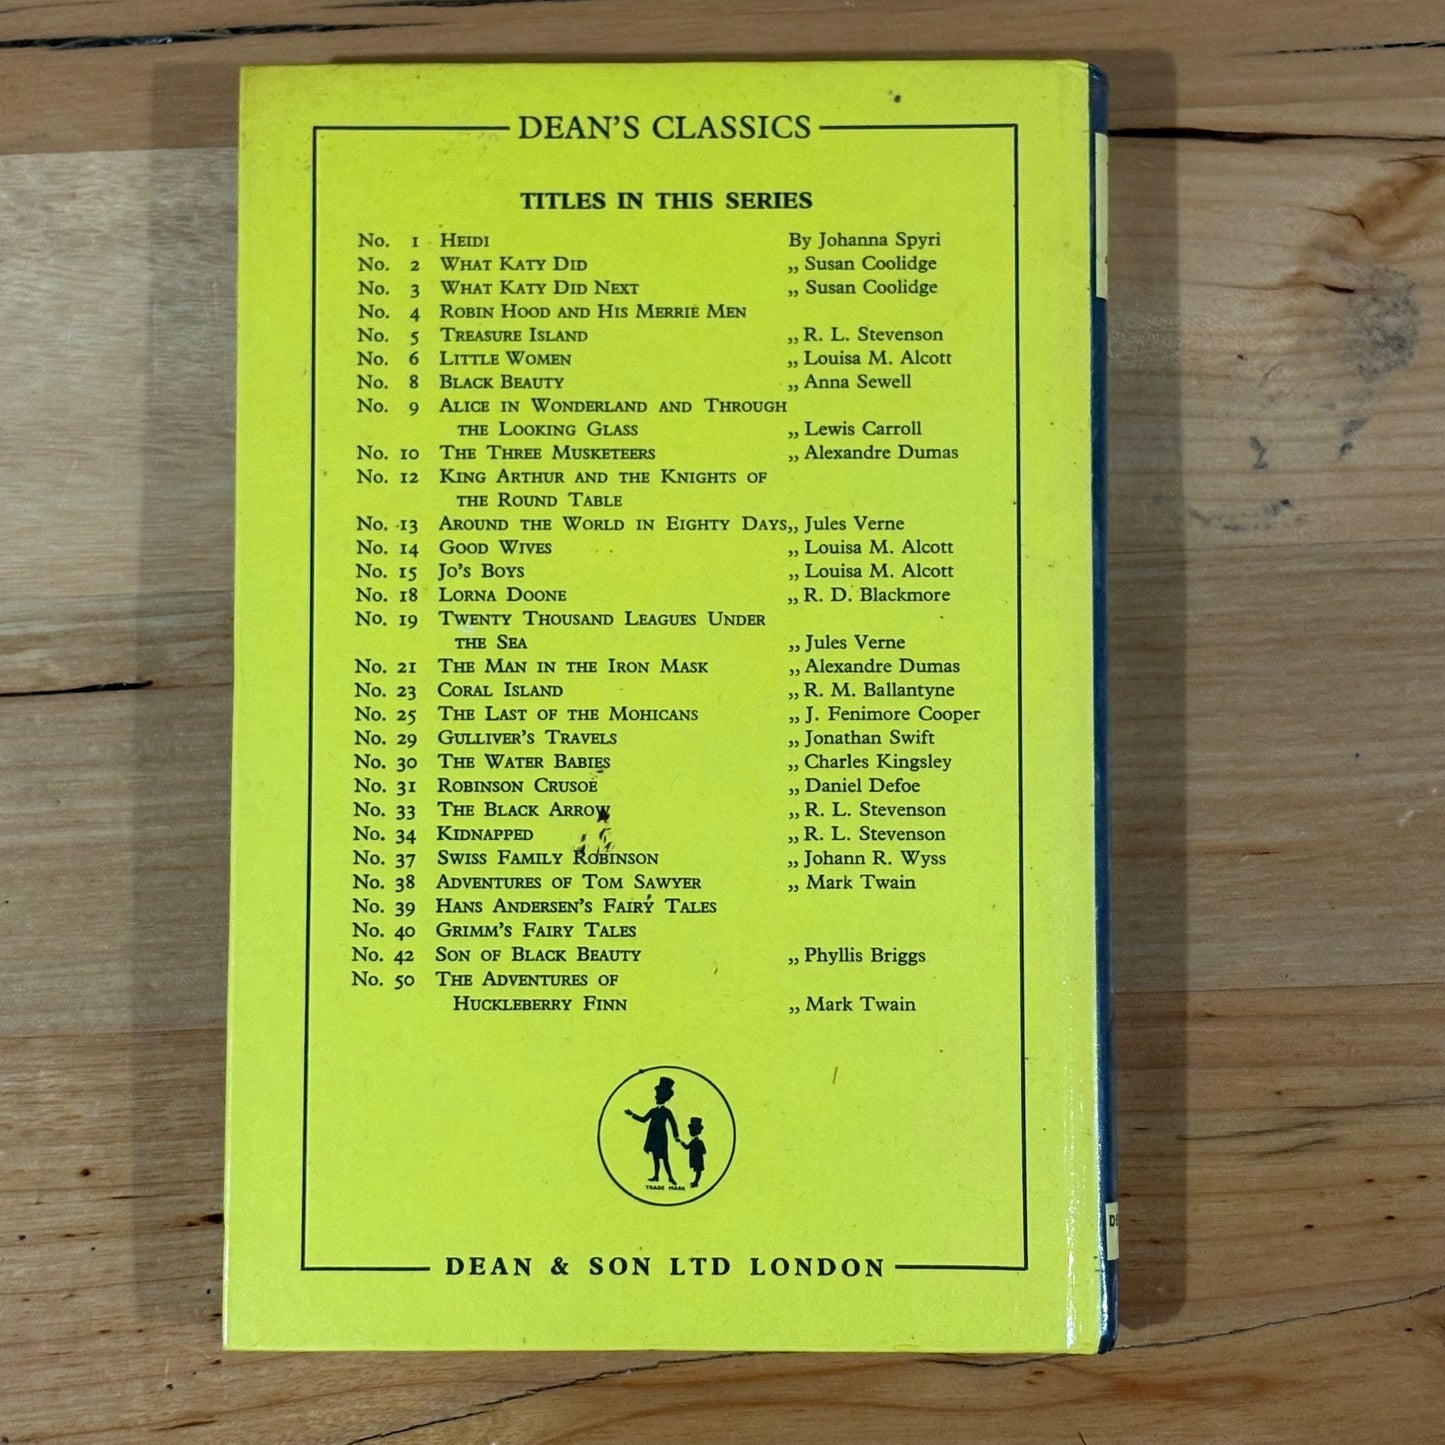 DEAN'S CLASSICS
TITLES IN THIS SERIES
No. 1 HEIDI By Johanna Spyri
No. 2 WHAT KATY DID ,, Susan Coolidge
No. 3 WHAT KATY DID NEXT ,, Susan Coolidge
No. 4 ROBIN HOOD AND HIS MERRIE MEN
No. 5 TREASURE ISLAND ,, R. L. Stevenson
No. 6 LITTLE WOMEN ,, Louisa M. Alcott
No. 8 BLACK BEAUTY ,, Anna Sewell
No. 9 ALICE IN WONDERLAND AND THROUGH
THE LOOKING GLASS ,, Lewis Carroll
No. 10 THE THREE MUSKETEERS ,, Alexandre Dumas
No. 12 KING ARTHUR AND THE KNIGHTS OF
THE ROUND TABLE
No. 13 AROUND THE WORLD IN EIGHTY DAYS ,, Jules Verne
No. 14 GOOD WIVES ,, Louisa M. Alcott
No. 15 JO'S BOYS ,, Louisa M. Alcott
No. 18 LORNA DOONE ,, R. D. Blackmore
No. 19 TWENTY THOUSAND LEAGUES UNDER
THE SEA ,, Jules Verne
No. 21 THE MAN IN THE IRON MASK ,, Alexandre Dumas
No. 23 CORAL ISLAND ,, R. M. Ballantyne
No. 25 THE LAST OF THE MOHICANS ,, J. Fenimore Cooper
No. 29 GULLIVER'S TRAVELS ,, Jonathan Swift
No. 30 THE WATER BABIES ,, Charles Kingsley
No. 31 ROBINSON CRUSOE ,, Daniel Defoe
No. 33 THE BLACK ARROW ,, R. L. Stevenson
No. 34 KIDNAPPED ,, R. L. Stevenson
No. 37 SWISS FAMILY ROBINSON ,, Johann R. Wyss
No. 38 ADVENTURES OF TOM SAWYER ,, Mark Twain
No. 39 HANS ANDERSEN'S FAIRY TALES
No. 40 GRIMM'S FAIRY TALES
No. 42 SON OF BLACK BEAUTY ,, Phyllis Briggs
No. 50 THE ADVENTURES OF
HUCKLEBERRY FINN ,, Mark Twain
TRADE MARK
DEAN & SON LTD LONDON